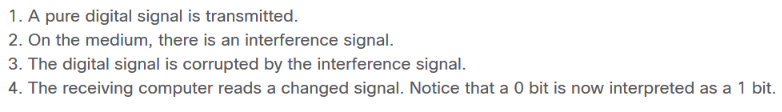 1. A pure digital signal is transmitted.
2. On the medium, there is an interference signal.
3. The digital signal is corrupted by the interference signal.
4. The receiving computer reads a changed signal. Notice that a 0 bit is now interpreted as a 1 bit.